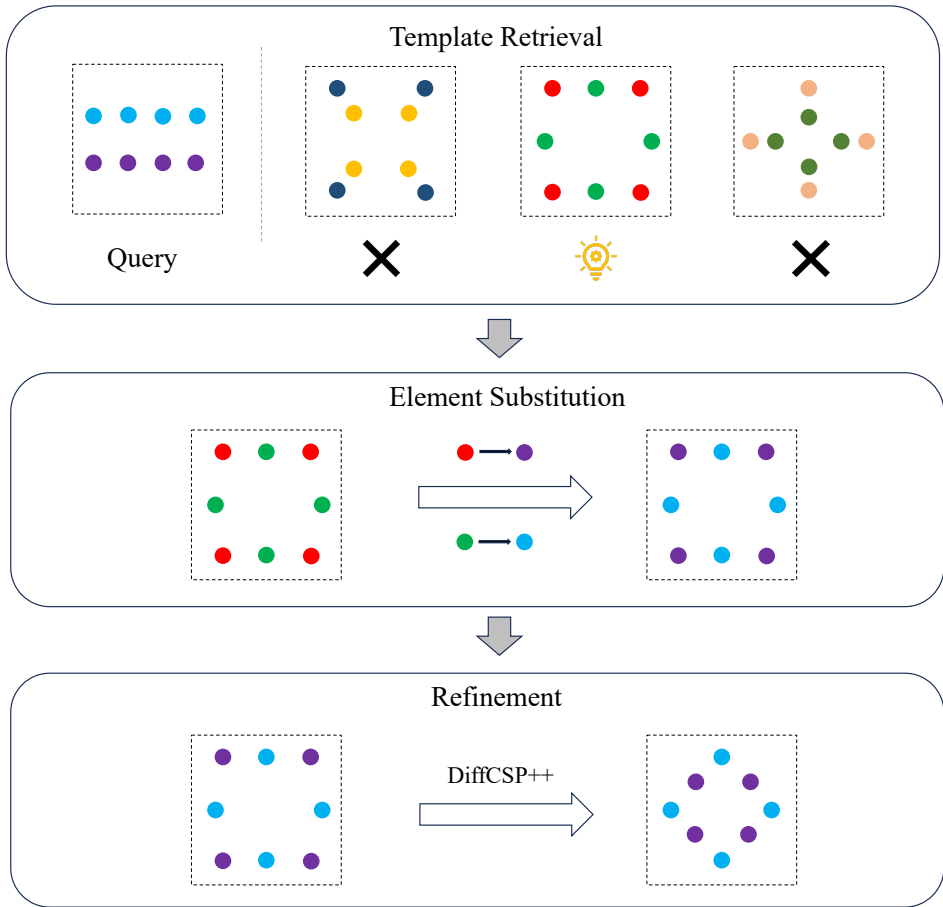 Template Retrieval
Query
Element Substitution
Refinement
DiffCSP++